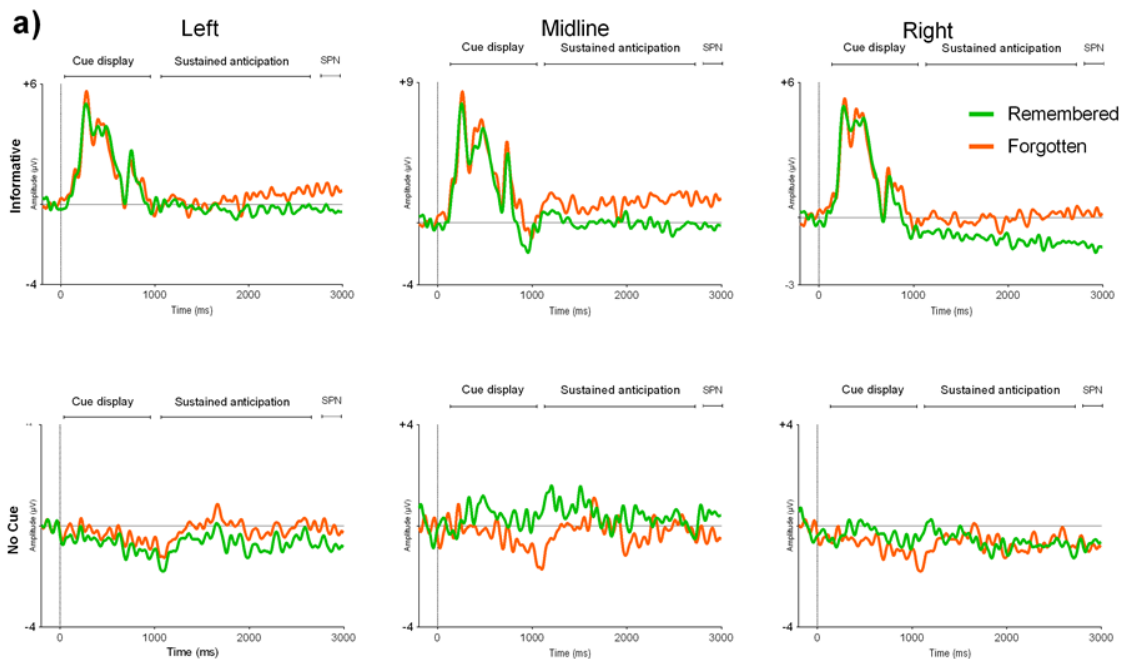 a)
Left
Midline
Right
Cue display
Sustained anticipation
SPN
Cue display
Sustained anticipation
SPN
Cue display
Sustained anticipation
SPN
Informative
+6
Amplitude (µV)
-4
0
1000
2000
3000
Time (ms)
+9
Amplitude (µV)
-4
0
1000
2000
3000
Time (ms)
+6
Amplitude (µV)
-3
0
1000
2000
3000
Time (ms)
Remembered
Forgotten
Cue display
Sustained anticipation
SPN
Cue display
Sustained anticipation
SPN
Cue display
Sustained anticipation
SPN
No Cue
Amplitude (µV)
-4
0
1000
2000
3000
Time (ms)
+4
Amplitude (µV)
-4
0
1000
2000
3000
Time (ms)
+4
Amplitude (µV)
-4
0
1000
2000
3000
Time (ms)